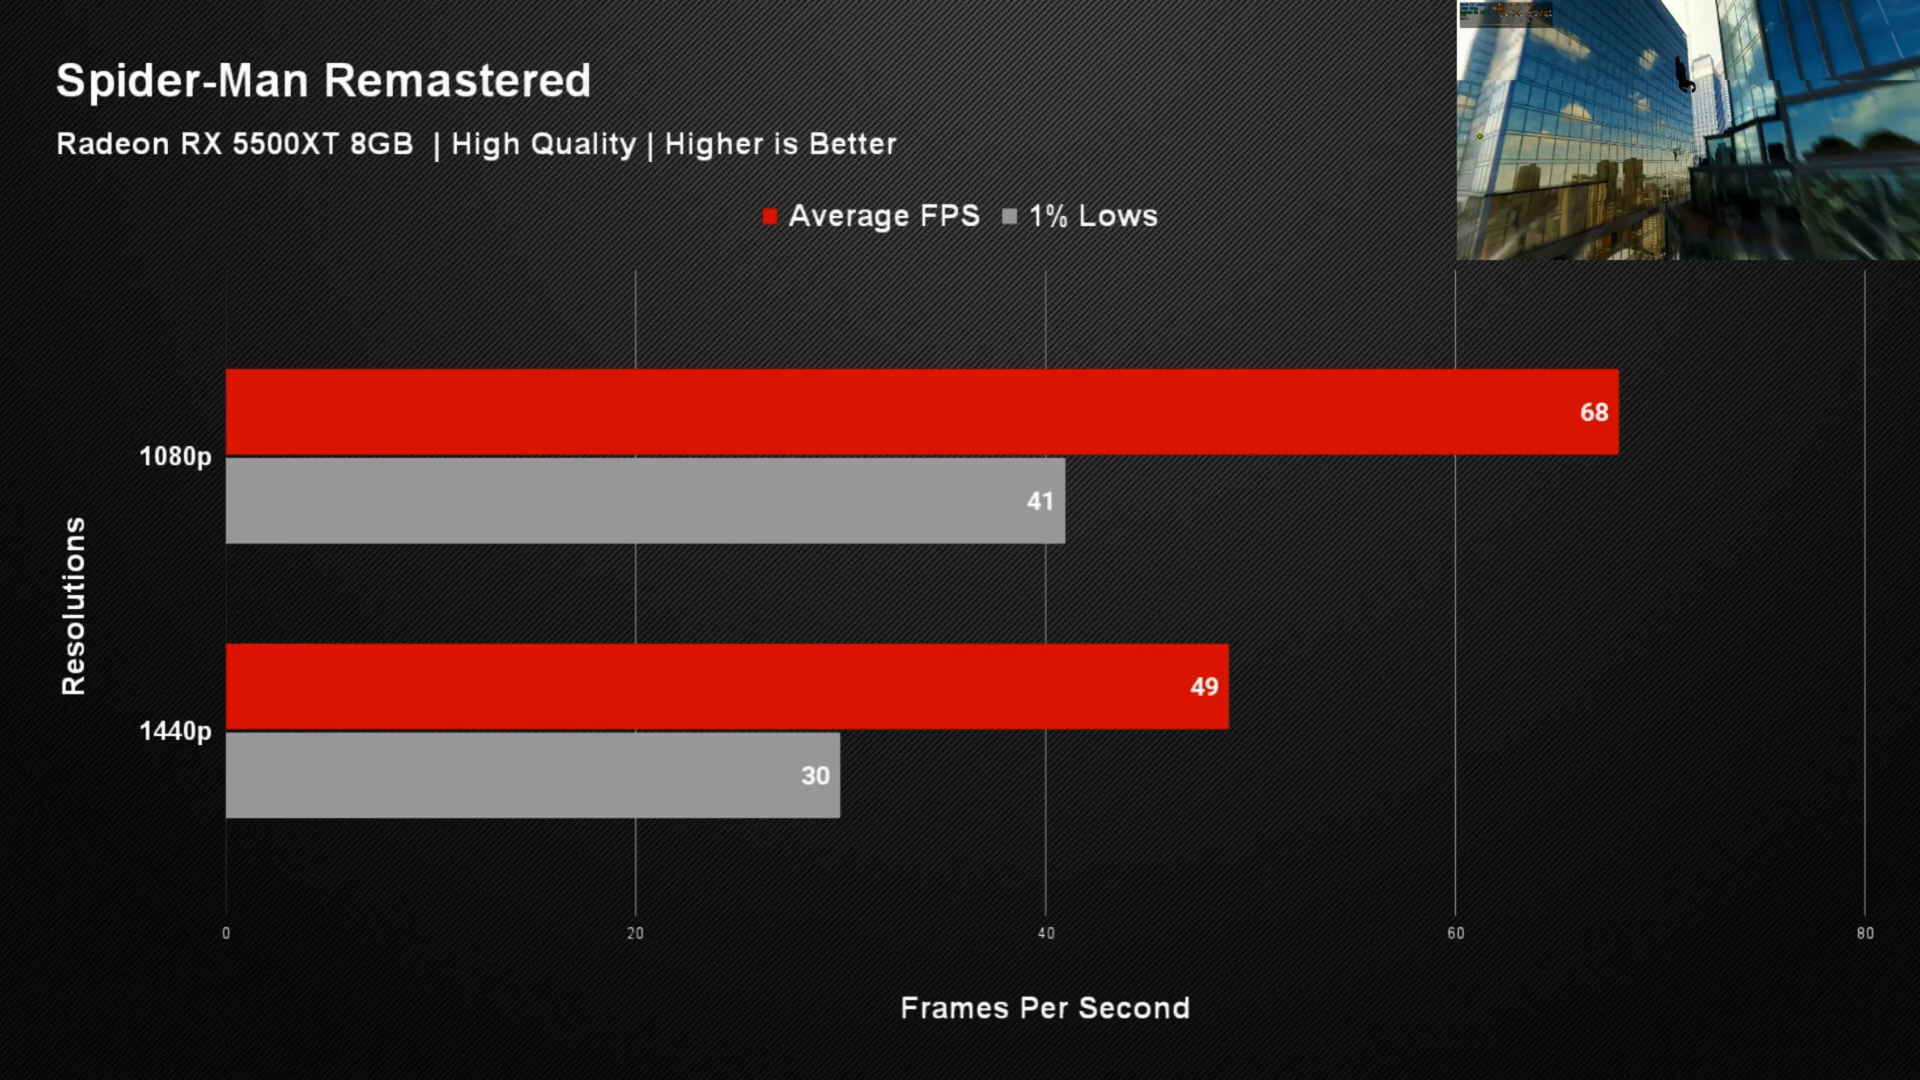 Spider-Man Remastered
Radeon RX 5500XT 8GB | High Quality | Higher is Better
Average FPS 1% Lows
68
1080p
41
Resolutions
49
1440p
30
0 20 40 60 80
Frames Per Second